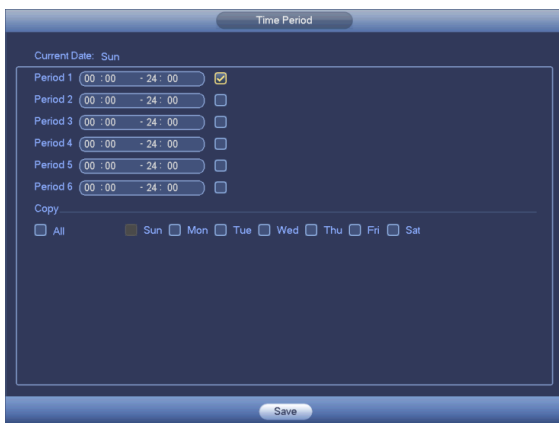 Time Period
Current Date: Sun
Period 1 00 :00 - 24 : 00
Period 2 00 :00 - 24 : 00
Period 3 00 :00 - 24 : 00
Period 4 00 :00 - 24 : 00
Period 5 00 :00 - 24 : 00
Period 6 00 :00 - 24 : 00
Copy
All Sun Mon Tue Wed Thu Fri Sat
Save